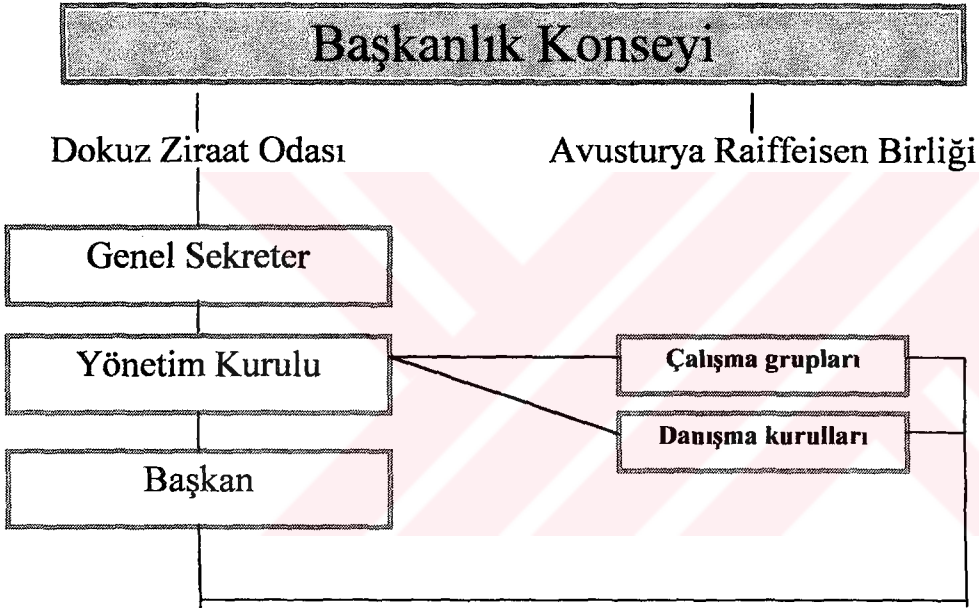 Başkanlık Konseyi
Dokuz Ziraat Odası
Avusturya Raiffeisen Birliği
Genel Sekreter
Yönetim Kurulu
Çalışma grupları
Danışma kurulları
Başkan